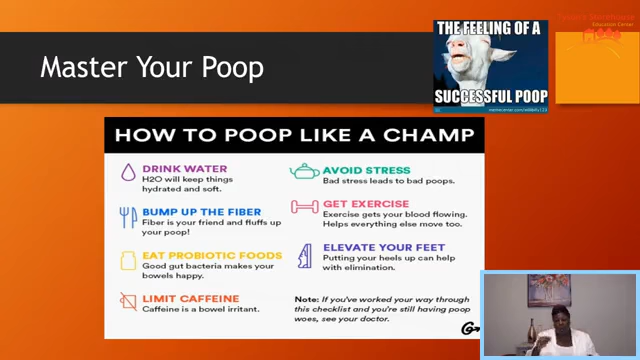 THE FEELING OF A
SUCCESSFUL POOP
Education Center
Master Your Poop
HOW TO POOP LIKE A CHAMP
DRINK WATER
H2O will keep things
hydrated and soft.
BUMP UP THE FIBER
Fiber is your friend and fluffs up
your poop!
EAT PROBIOTIC FOODS
Good gut bacteria makes your
bowels happy.
LIMIT CAFFEINE
Caffeine is a bowel irritant.
AVOID STRESS
Bad stress leads to bad poops.
GET EXERCISE
Exercise gets your blood flowing.
Helps everything else move too.
ELEVATE YOUR FEET
Putting your heels up can help
with elimination.
Note: If you've worked your way through
this checklist and you're still having poop
woes, see your doctor.